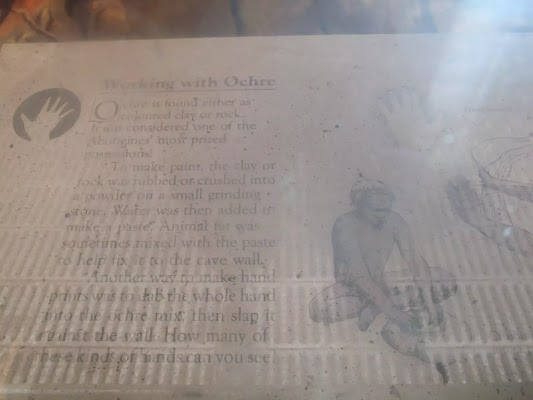 Working with Ochre
Ochre is found either as
coloured clay or rock.
It was considered one of the
Aborigines' most prized
possessions.
To make paint, the clay or
rock was rubbed or crushed into
a powder on a small grinding
stone. Water was then added to
make a paste. Animal fat was
sometimes mixed with the paste
to help fix it to the cave wall.
Another way to make hand
prints was to dab the whole hand
into the ochre mix, then slap it
against the wall. How many of
these kinds of hands can you see